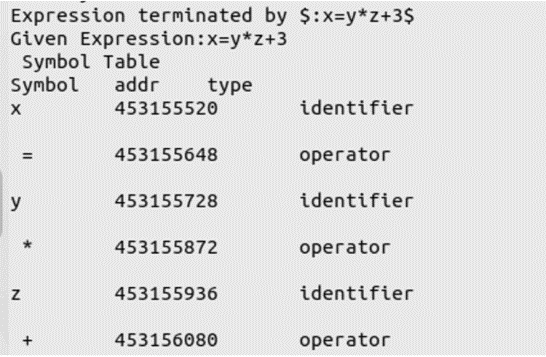 Expression terminated by $:x=y*z+3$
Given Expression:x=y*z+3
Symbol Table
Symbol addr type
x 453155520 identifier
= 453155648 operator
y 453155728 identifier
* 453155872 operator
z 453155936 identifier
+ 453156080 operator